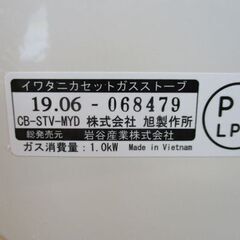 イワタニカセットガスストーブ
19.06 - 068479
CB-STV-MYD 株式会社 旭製作所
総発売元 岩谷産業株式会社
ガス消費量：1.0kW Made in Vietnam
P
LP